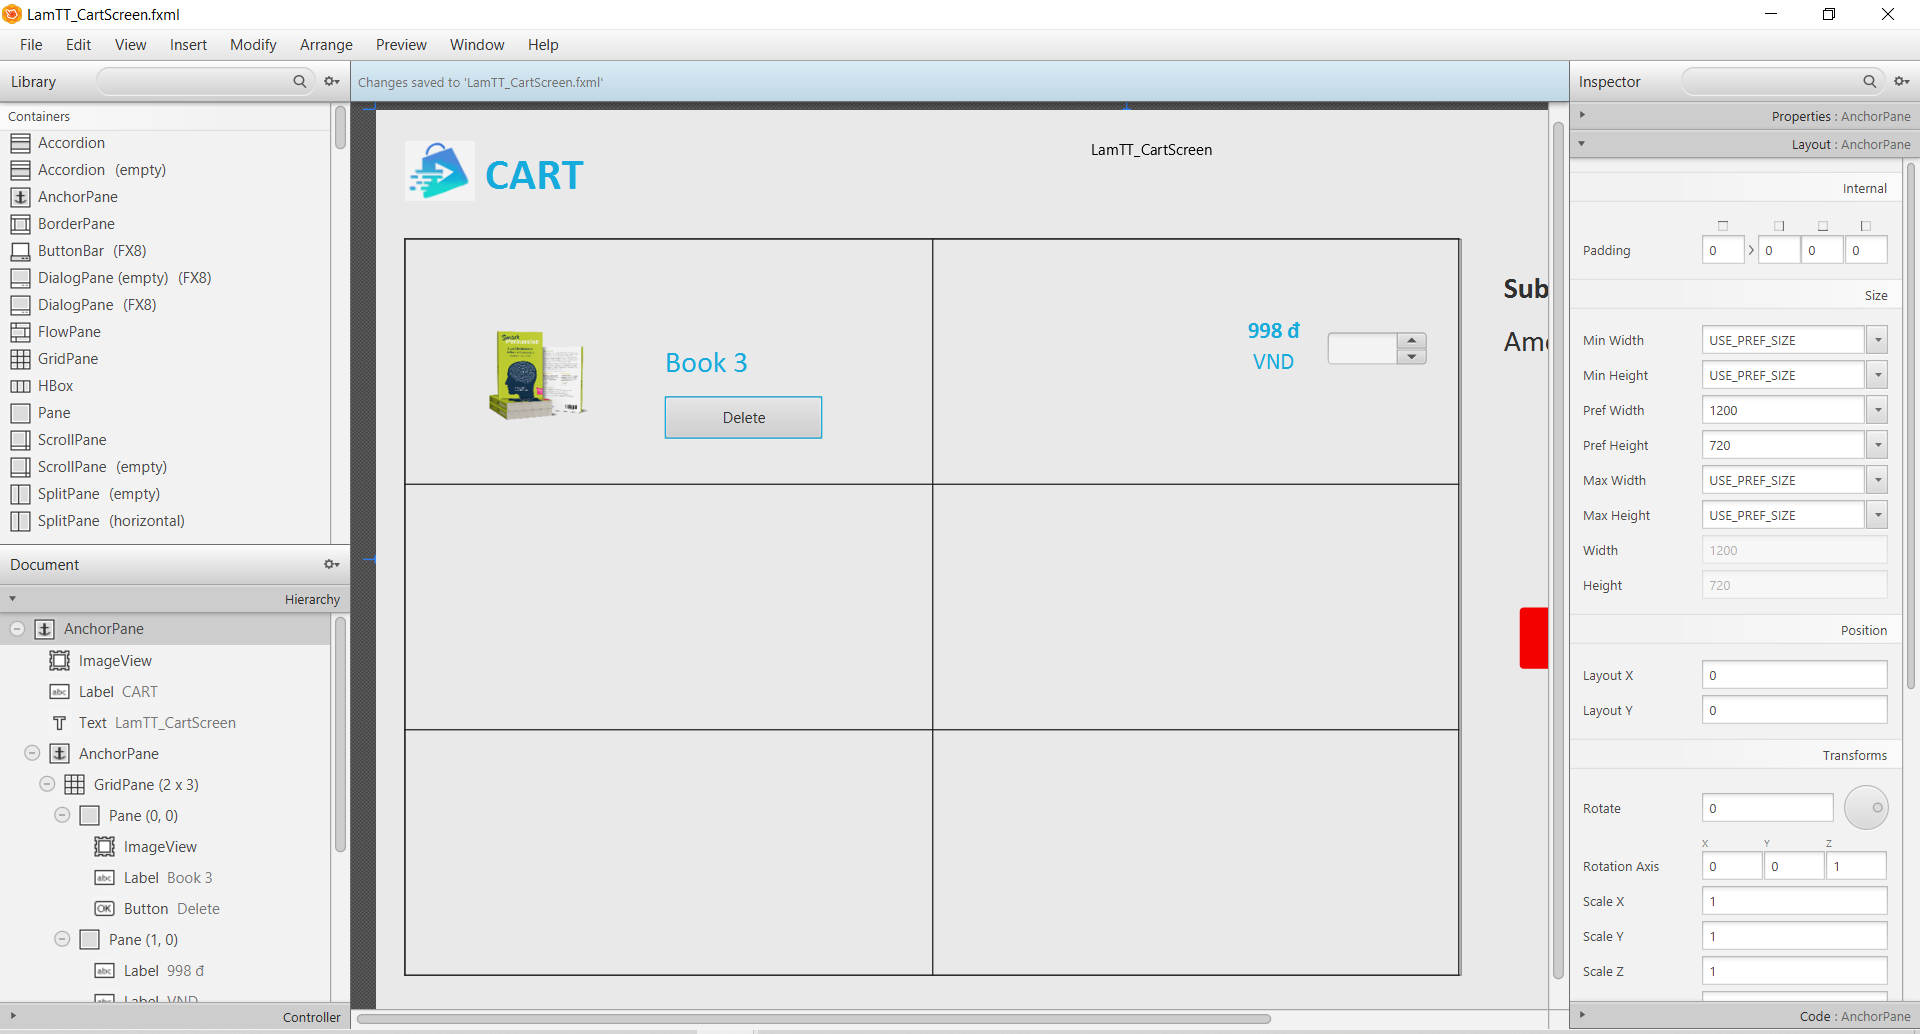 LamTT_CartScreen.fxml
File Edit View Insert Modify Arrange Preview Window Help
Library
Containers
Accordion
Accordion (empty)
AnchorPane
BorderPane
ButtonBar (FX8)
DialogPane (empty) (FX8)
DialogPane (FX8)
FlowPane
GridPane
HBox
Pane
ScrollPane
ScrollPane (empty)
SplitPane (empty)
SplitPane (horizontal)
Document
Hierarchy
AnchorPane
ImageView
Label CART
Text LamTT_CartScreen
AnchorPane
GridPane (2 x 3)
Pane (0, 0)
ImageView
Label Book 3
Button Delete
Pane (1, 0)
Label 998 đ
Label VND
Controller
Changes saved to 'LamTT_CartScreen.fxml'
CART
LamTT_CartScreen
Book 3
Delete
998 đ
VND
Sub
Amo
Inspector
Properties : AnchorPane
Layout : AnchorPane
Internal
Padding 0 > 0 0 0
Size
Min Width USE_PREF_SIZE
Min Height USE_PREF_SIZE
Pref Width 1200
Pref Height 720
Max Width USE_PREF_SIZE
Max Height USE_PREF_SIZE
Width 1200
Height 720
Position
Layout X 0
Layout Y 0
Transforms
Rotate 0
X Y Z
Rotation Axis 0 0 1
Scale X 1
Scale Y 1
Scale Z 1
Code : AnchorPane